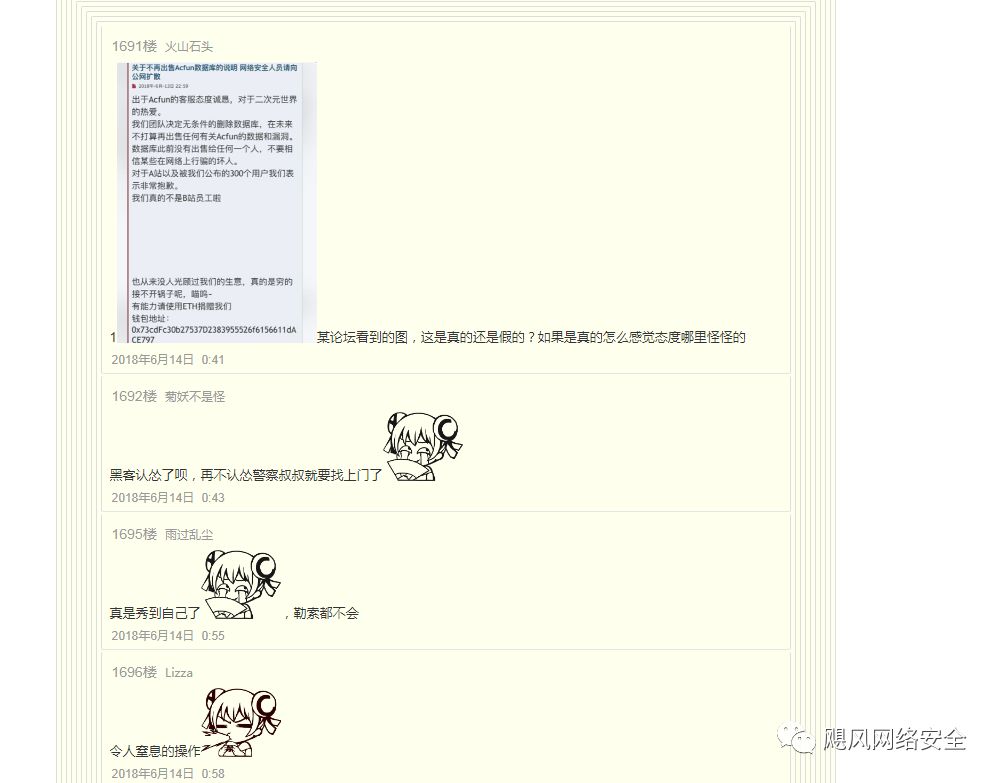 1691楼 火山石头
关于不再出售Acfun数据库的说明 网络安全人员请向
公网扩散
2018年-6月-13日 22:59
出于Acfun的客服态度诚恳，对于二次元世界
的热爱。
我们团队决定无条件的删除数据库，在未来
不打算再出售任何有关Acfun的数据和漏洞。
数据库此前没有出售给任何一个人，不要相
信某些在网络上行骗的坏人。
对于A站以及被我们公布的300个用户我们表
示非常抱歉。
我们真的不是B站员工啦
也从来没人光顾过我们的生意，真的是穷的
接不开锅子呢，喵呜~
有能力请使用ETH捐赠我们
钱包地址：
0x73cdFc30b27537D2383955526f6156611dA
CE797
1 某论坛看到的图，这是真的还是假的？如果是真的怎么感觉态度哪里怪怪的
2018年6月14日 0:41
1692楼 菊妖不是怪
黑客认怂了呗，再不认怂警察叔叔就要找上门了
2018年6月14日 0:43
1695楼 雨过乱尘
真是秀到自己了 ，勒索都不会
2018年6月14日 0:55
1696楼 Lizza
令人窒息的操作
2018年6月14日 0:58
飓风网络安全